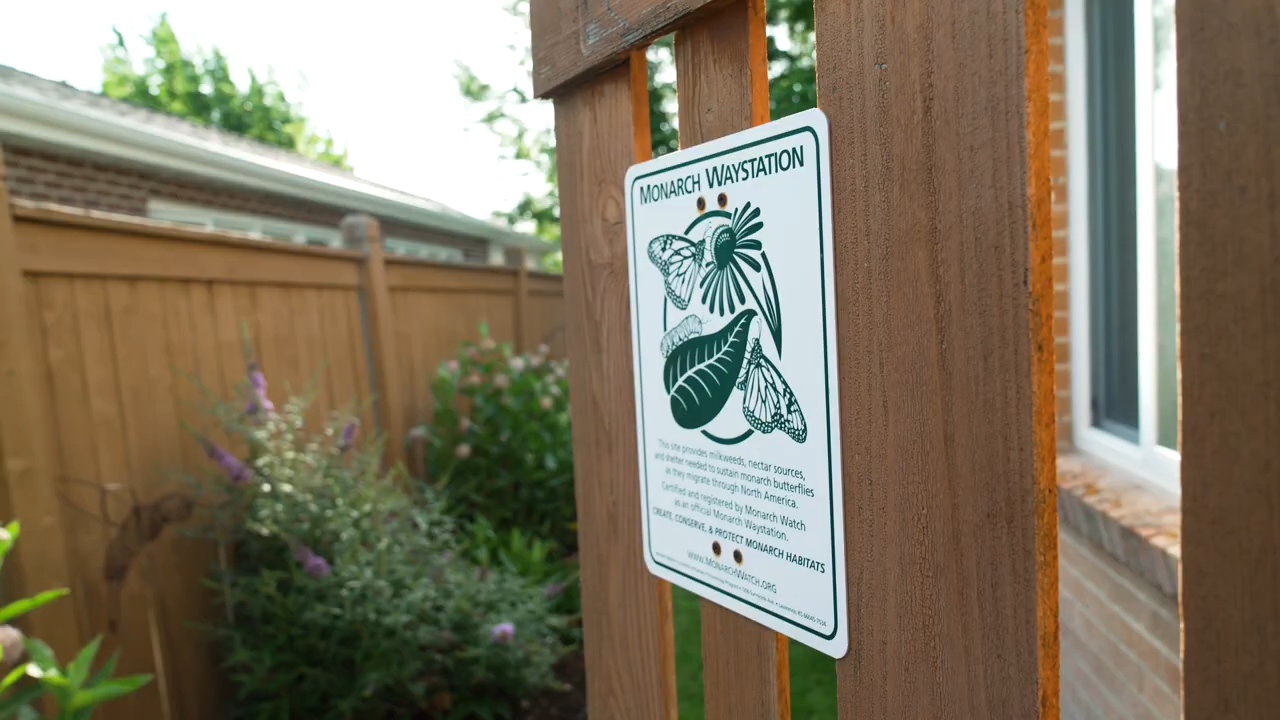 MONARCH WAYSTATION
This site provides milkweeds, nectar sources,
and shelter needed to sustain monarch butterflies
as they migrate through North America.
Certified and registered by Monarch Watch
as an official Monarch Waystation.
CREATE, CONSERVE, & PROTECT MONARCH HABITATS
WWW.MONARCHWATCH.ORG